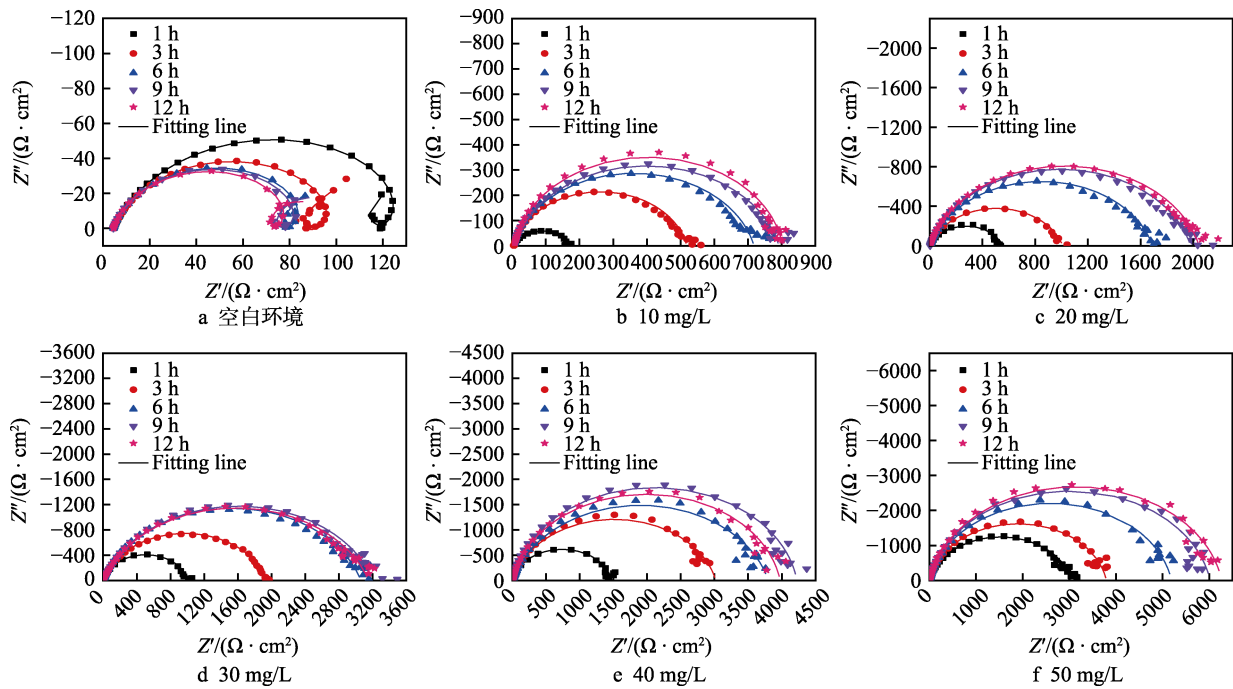 −120
−100
−80
−60
−40
−20
0
Z″/(Ω · cm²)
1 h
3 h
6 h
9 h
12 h
Fitting line
0 20 40 60 80 100 120
Z′/(Ω · cm²)
a 空白环境
−900
−800
−700
−600
−500
−400
−300
−200
−100
0
Z″/(Ω · cm²)
1 h
3 h
6 h
9 h
12 h
Fitting line
0 100 200 300 400 500 600 700 800 900
Z′/(Ω · cm²)
b 10 mg/L
−2000
−1600
−1200
−800
−400
0
Z″/(Ω · cm²)
1 h
3 h
6 h
9 h
12 h
Fitting line
0 400 800 1200 1600 2000
Z′/(Ω · cm²)
c 20 mg/L
−3600
−3200
−2800
−2400
−2000
−1600
−1200
−800
−400
0
Z″/(Ω · cm²)
1 h
3 h
6 h
9 h
12 h
Fitting line
0 400 800 1200 1600 2000 2400 2800 3200 3600
Z′/(Ω · cm²)
d 30 mg/L
−4500
−4000
−3500
−3000
−2500
−2000
−1500
−1000
−500
0
Z″/(Ω · cm²)
1 h
3 h
6 h
9 h
12 h
Fitting line
0 500 1000 1500 2000 2500 3000 3500 4000 4500
Z′/(Ω · cm²)
e 40 mg/L
−6000
−5000
−4000
−3000
−2000
−1000
0
Z″/(Ω · cm²)
1 h
3 h
6 h
9 h
12 h
Fitting line
0 1000 2000 3000 4000 5000 6000
Z′/(Ω · cm²)
f 50 mg/L